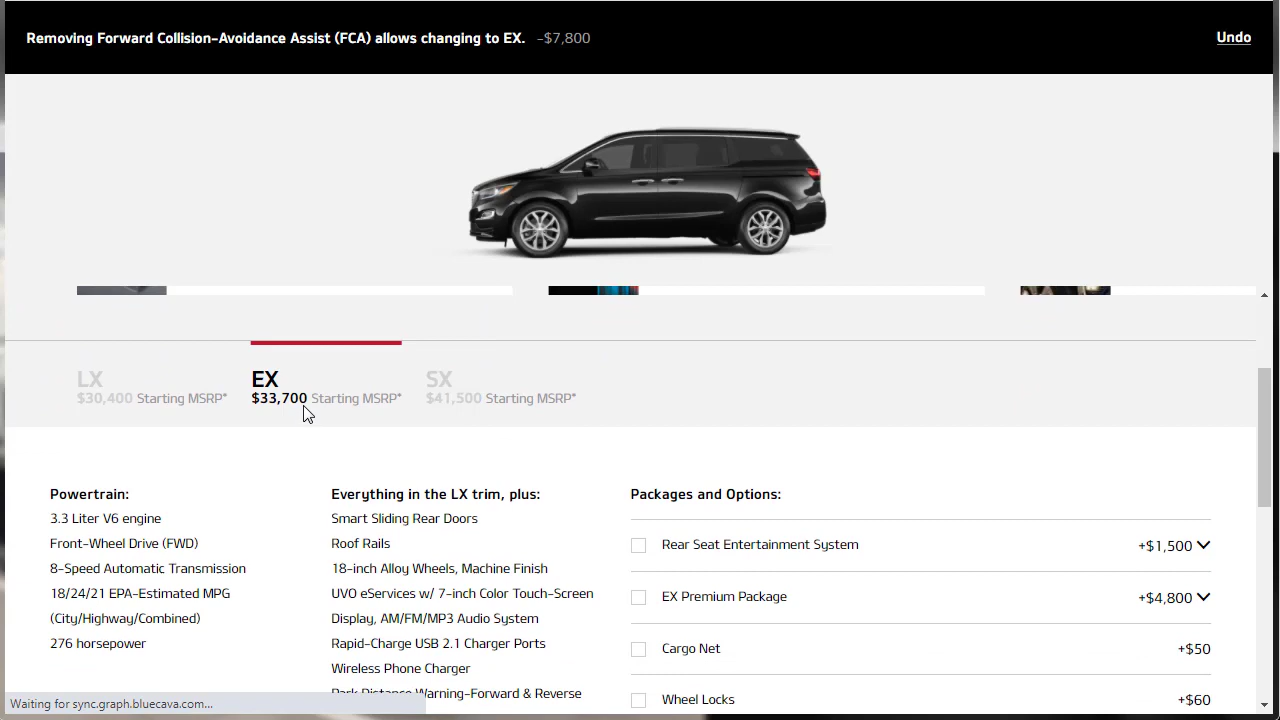 Removing Forward Collision-Avoidance Assist (FCA) allows changing to EX. -$7,800
Undo
LX
$30,400 Starting MSRP*
EX
$33,700 Starting MSRP*
SX
$41,500 Starting MSRP*
Powertrain:
3.3 Liter V6 engine
Front-Wheel Drive (FWD)
8-Speed Automatic Transmission
18/24/21 EPA-Estimated MPG
(City/Highway/Combined)
276 horsepower
Everything in the LX trim, plus:
Smart Sliding Rear Doors
Roof Rails
18-inch Alloy Wheels, Machine Finish
UVO eServices w/ 7-inch Color Touch-Screen
Display, AM/FM/MP3 Audio System
Rapid-Charge USB 2.1 Charger Ports
Wireless Phone Charger
Park Distance Warning-Forward & Reverse
Packages and Options:
Rear Seat Entertainment System +$1,500
EX Premium Package +$4,800
Cargo Net +$50
Wheel Locks +$60
Waiting for sync.graph.bluecava.com...